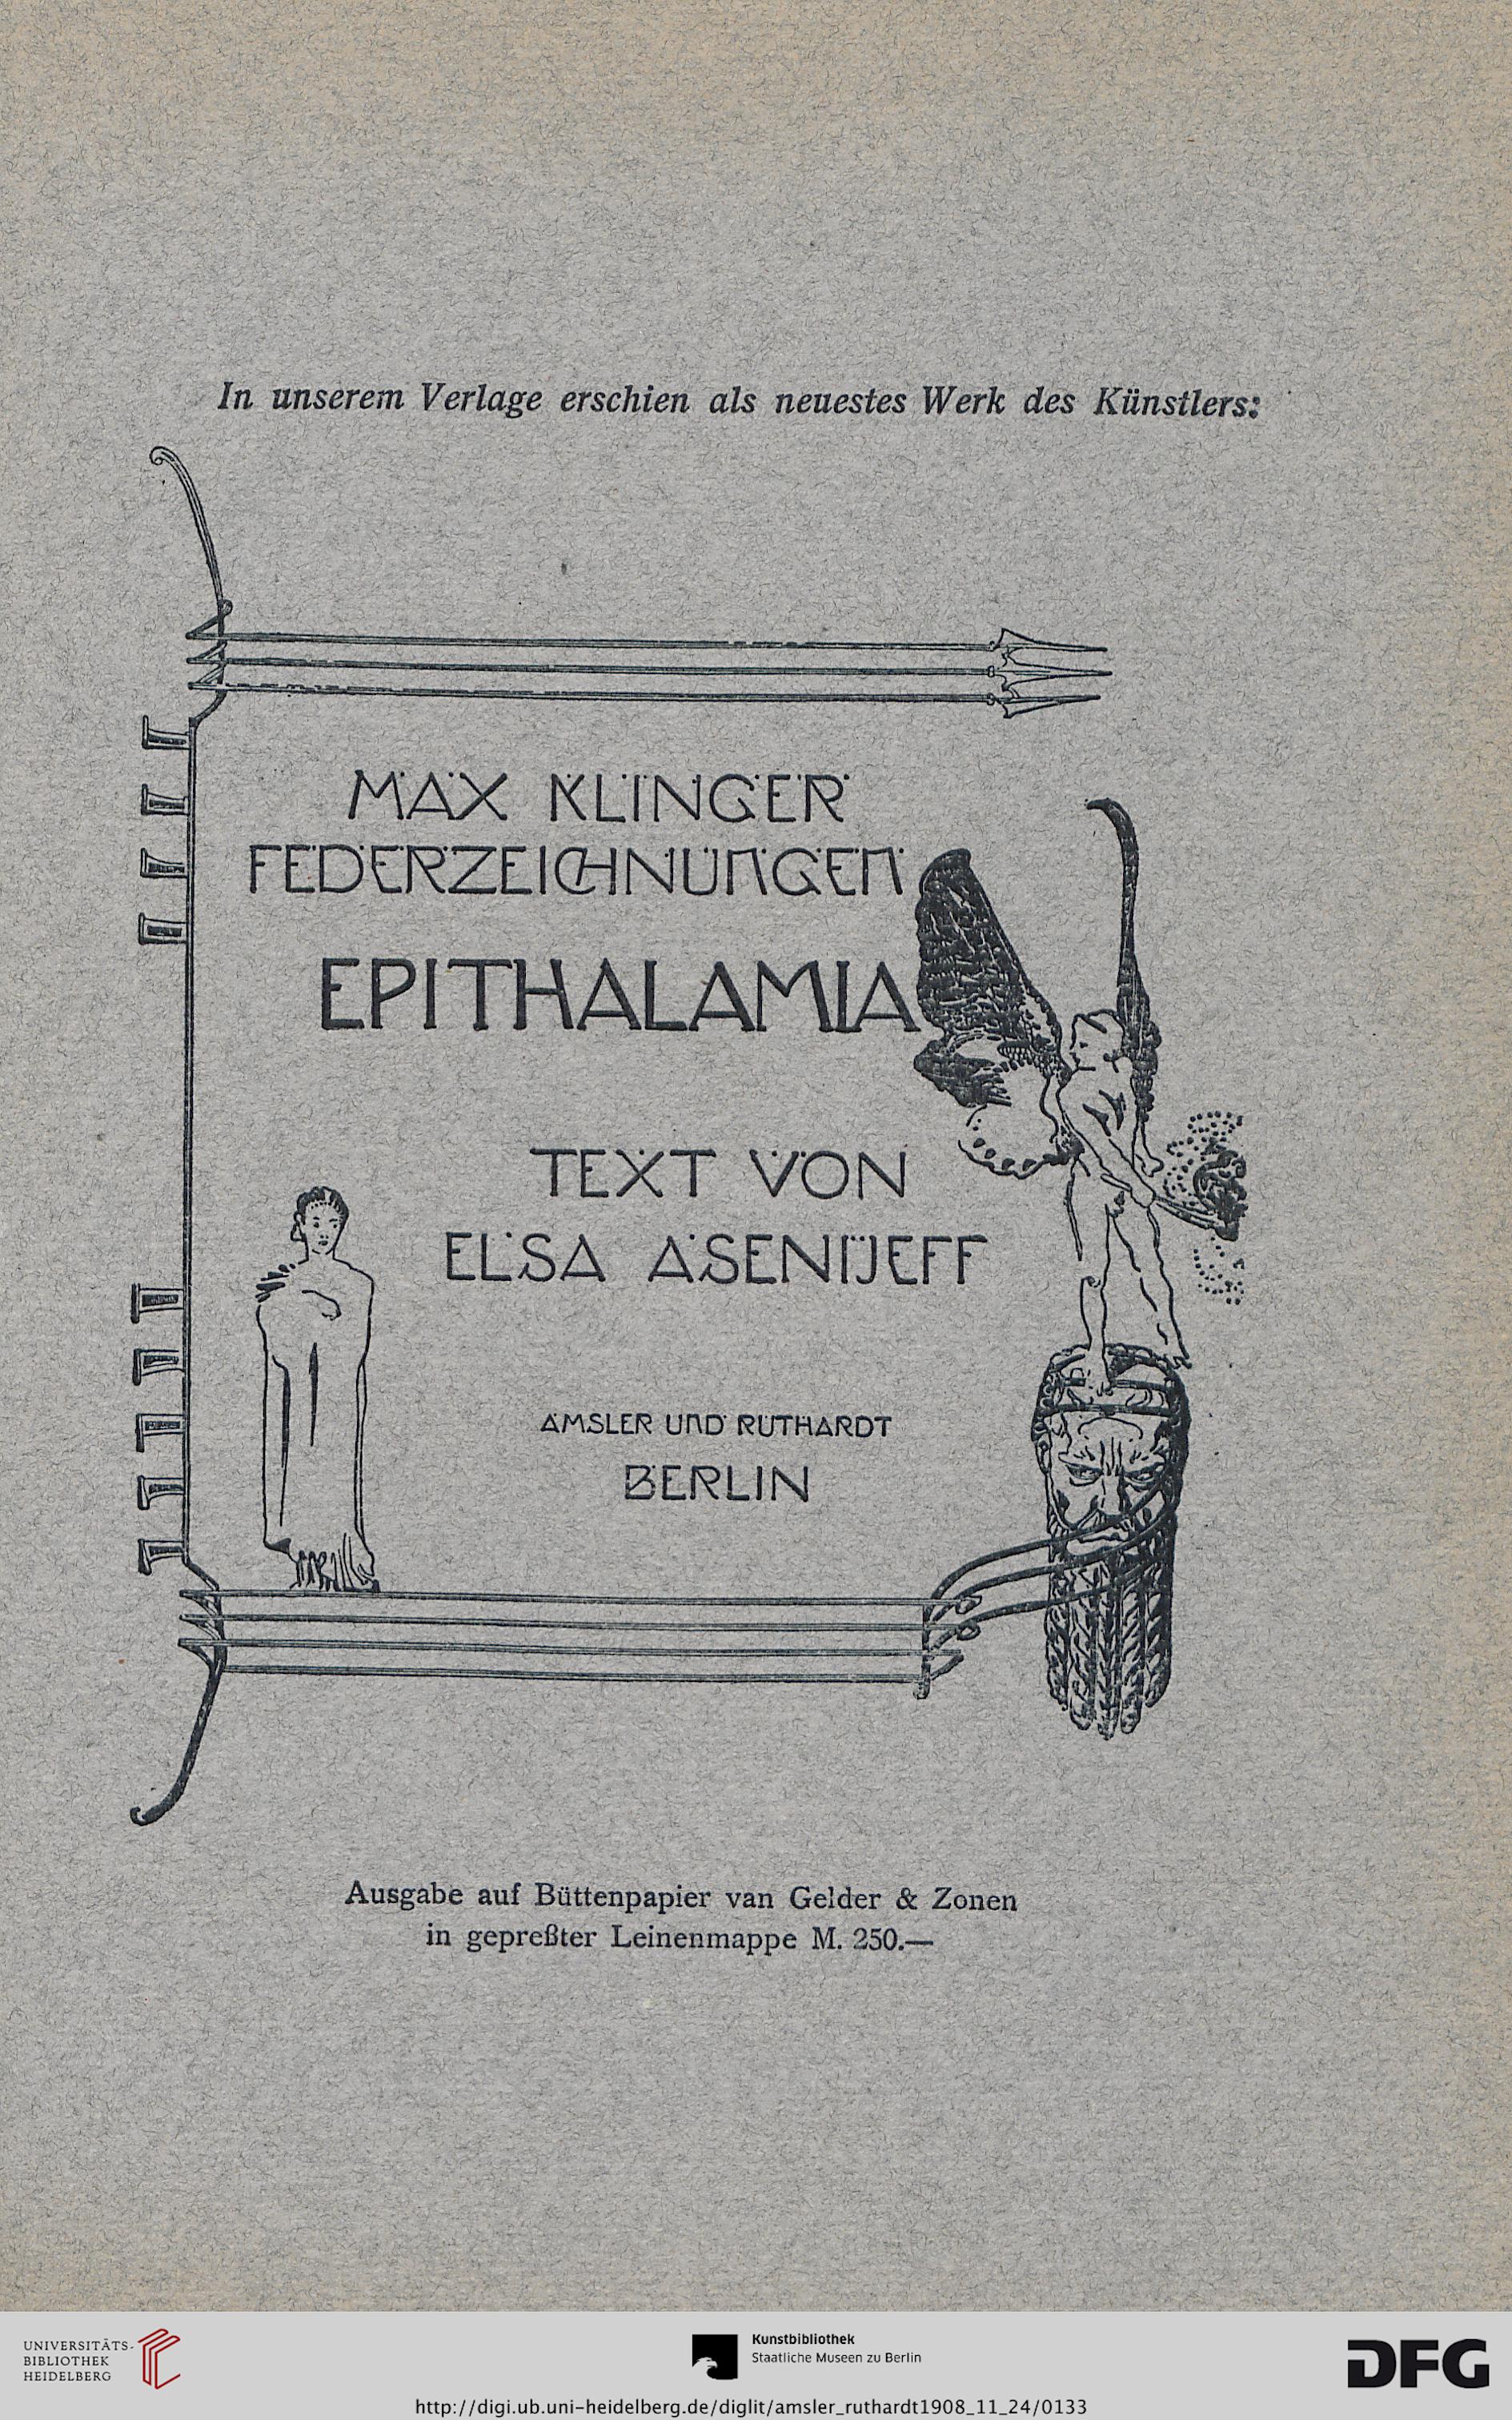 In unserem Verlage erschien als neuestes Werk des Künstlers:
MAX KLINGER
FEDERZEICHNUNGEN
EPITHALAMIA
TEXT VON
ELSA ASENIJEFF
AMSLER UND RUTHARDT
BERLIN
Ausgabe auf Büttenpapier van Gelder & Zonen
in gepreßter Leinenmappe M. 250.—
UNIVERSITÄTS-
BIBLIOTHEK
HEIDELBERG
Kunstbibliothek
Staatliche Museen zu Berlin
DFG
http://digi.ub.uni-heidelberg.de/diglit/amsler_ruthardt1908_11_24/0133